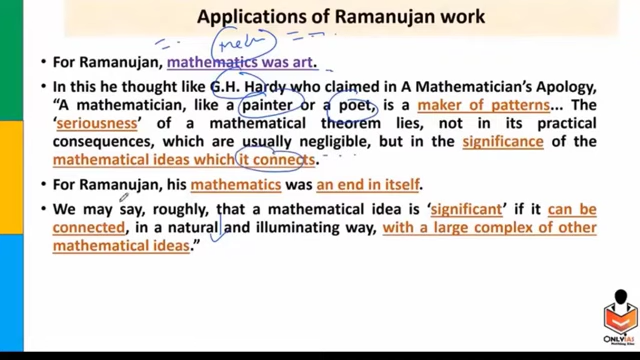 Applications of Ramanujan work
• For Ramanujan, mathematics was art.
• In this he thought like G.H. Hardy who claimed in A Mathematician's Apology,
“A mathematician, like a painter or a poet, is a maker of patterns... The
‘seriousness’ of a mathematical theorem lies, not in its practical
consequences, which are usually negligible, but in the significance of the
mathematical ideas which it connects.
• For Ramanujan, his mathematics was an end in itself.
• We may say, roughly, that a mathematical idea is ‘significant’ if it can be
connected, in a natural and illuminating way, with a large complex of other
mathematical ideas.”
ONLYIAS